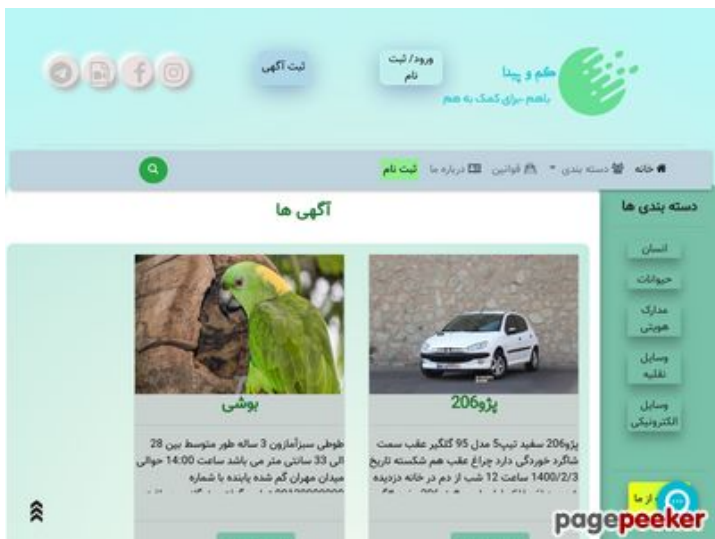 ورود/ ثبت
نام
ثبت آگهی
گم و پیدا
باهم -برای کمک به هم
خانه دسته بندی قوانین درباره ما ثبت نام
دسته بندی ها
انسان
حیوانات
مدارک
هویتی
وسایل
نقلیه
وسایل
الکترونیکی
از ما
آگهی ها
پژو206
پژو206 سفید تیپ5 مدل 95 گلگیر عقب سمت
شاگرد خوردگی دارد چراغ عقب هم شکسته تاریخ
1400/2/3 ساعت 12 شب از دم در خانه دزدیده
بوشی
طوطی سبزآمازون 3 ساله طور متوسط بین 28
الی 33 سانتی متر می باشد ساعت 14:00 حوالی
میدان مهران گم شده یابنده با شماره
pagepeeker